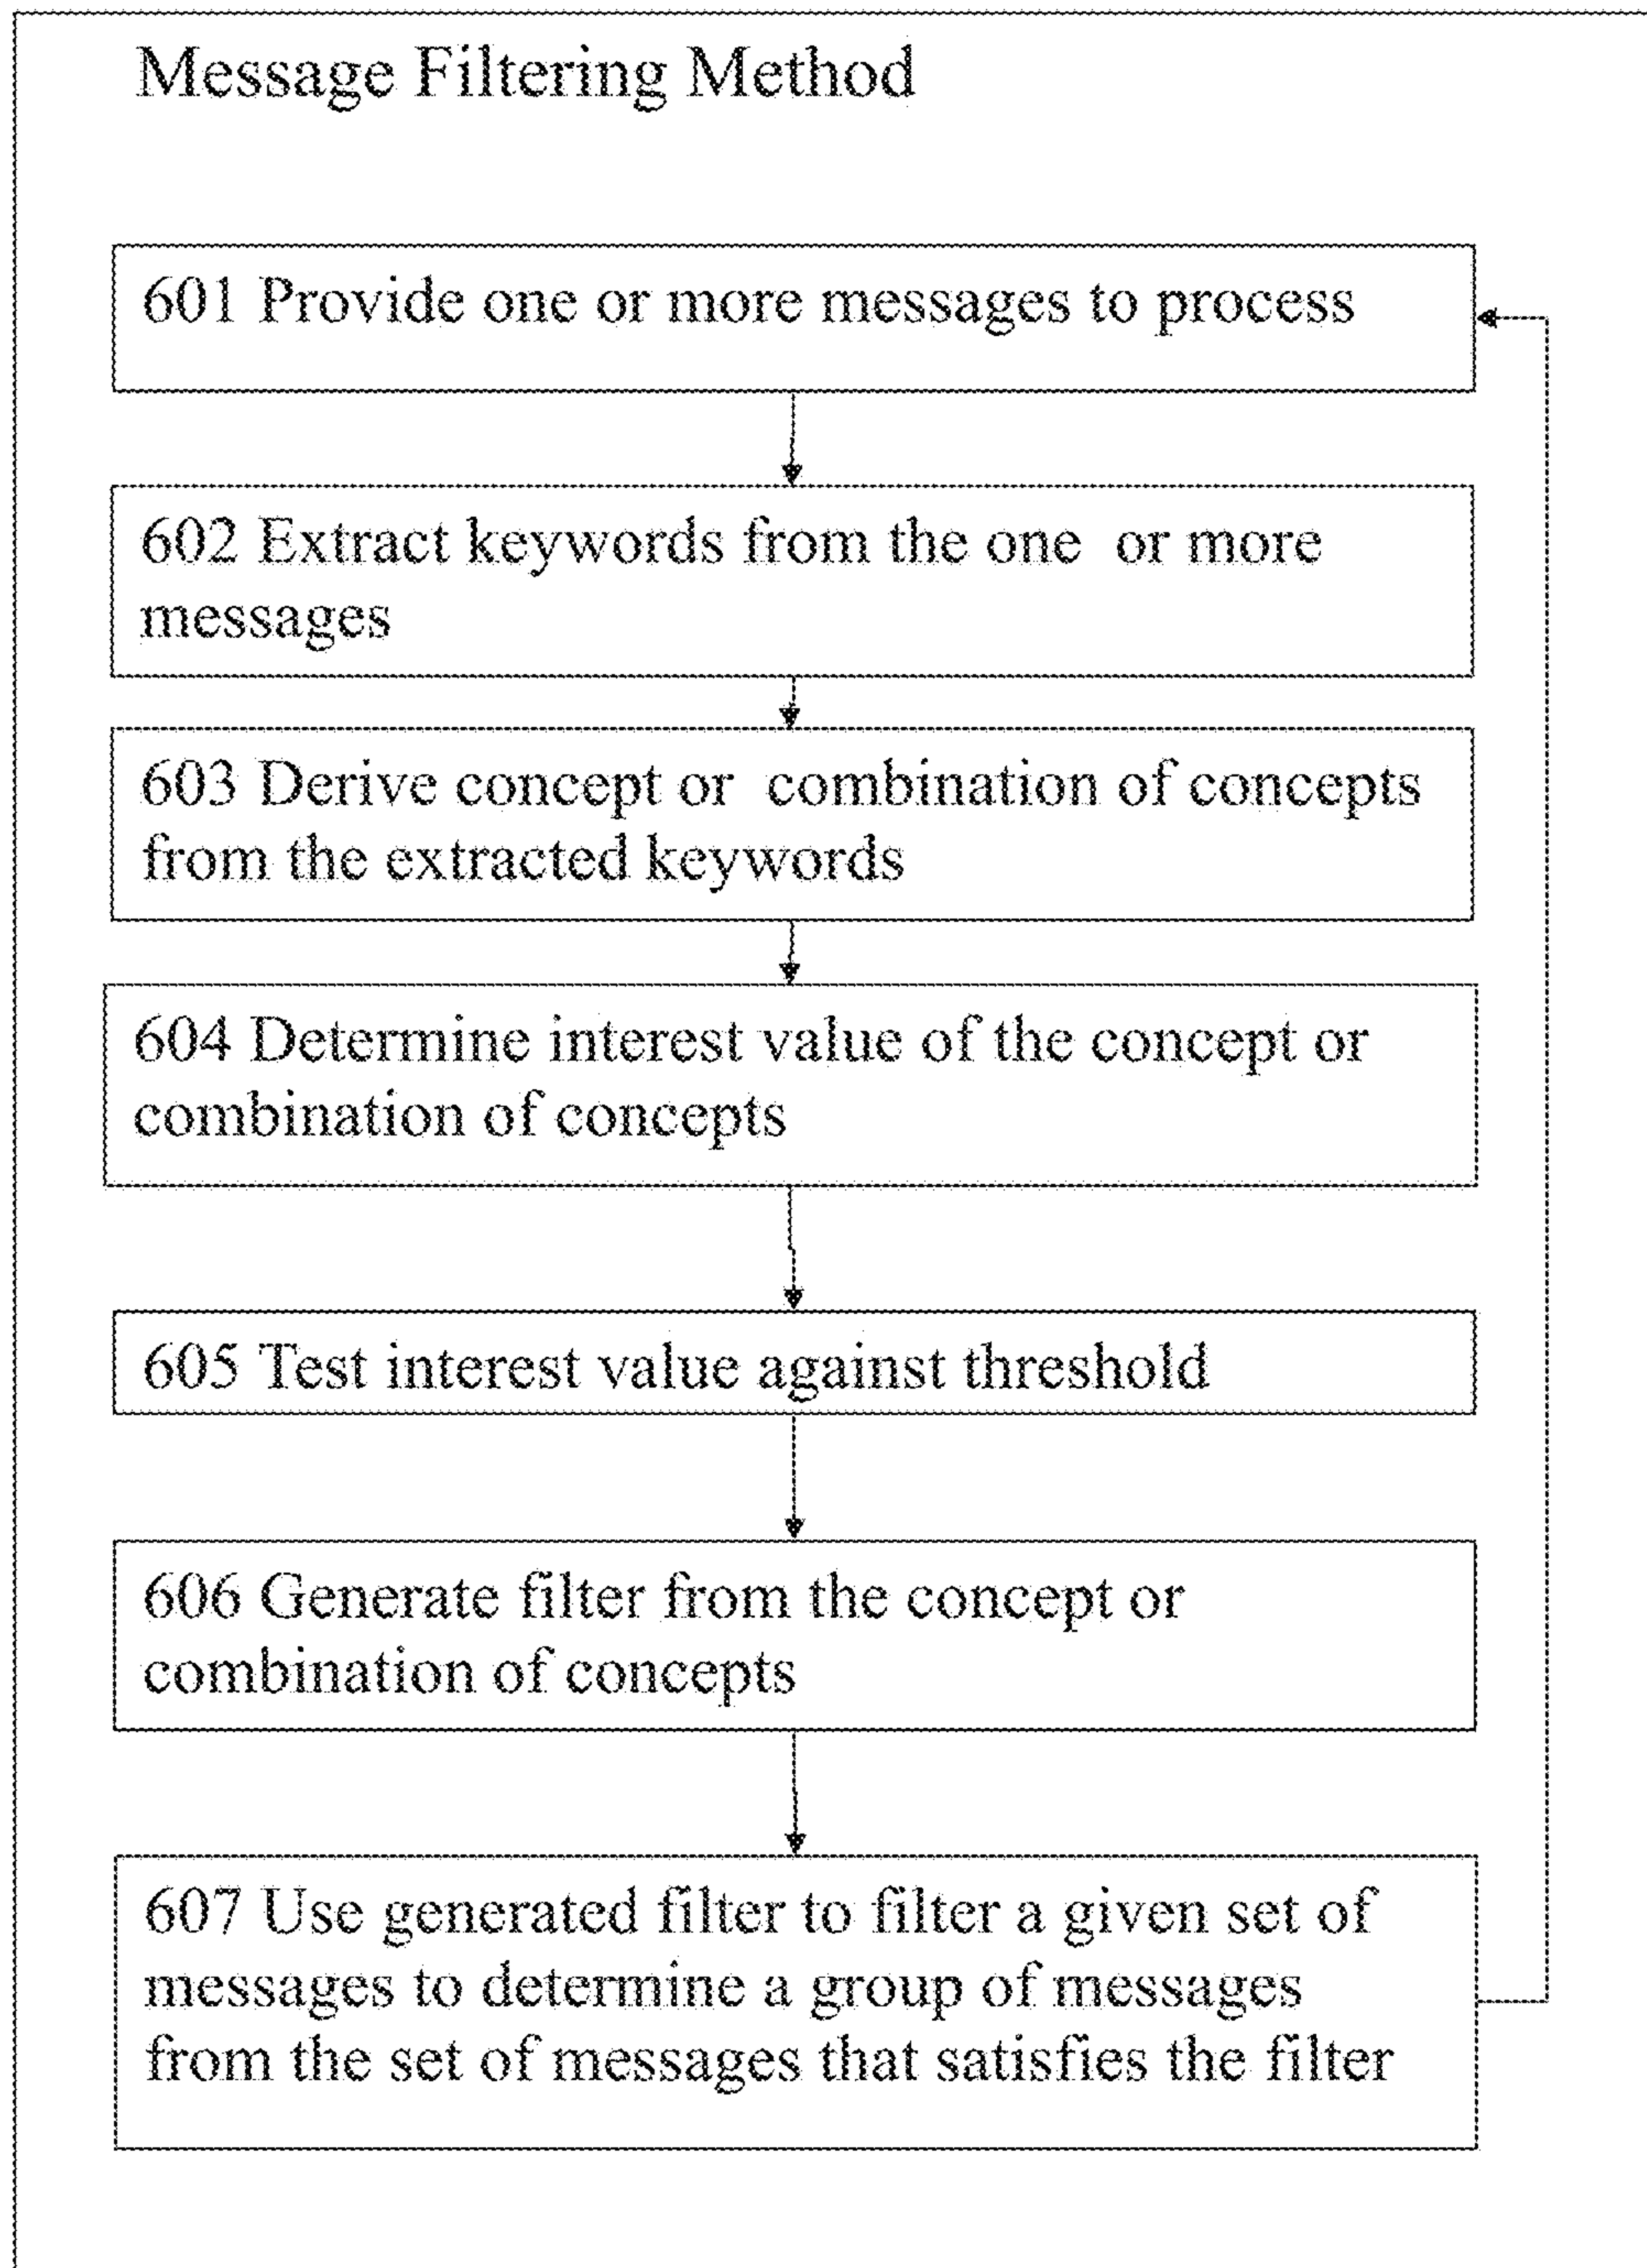 Message Filtering Method
601 Provide one or more messages to process
602 Extract keywords from the one or more
messages
603 Derive concept or combination of concepts
from the extracted keywords
604 Determine interest value of the concept or
combination of concepts
605 Test interest value against threshold
606 Generate filter from the concept or
combination of concepts
607 Use generated filter to filter a given set of
messages to determine a group of messages
from the set of messages that satisfies the filter